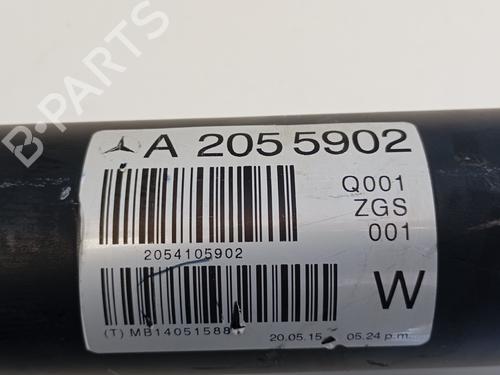 B-PARTS
A 205 5902
Q001
ZGS
001
2054105902
W
(T) MB14051588
20.05.15 05.24 p.m.